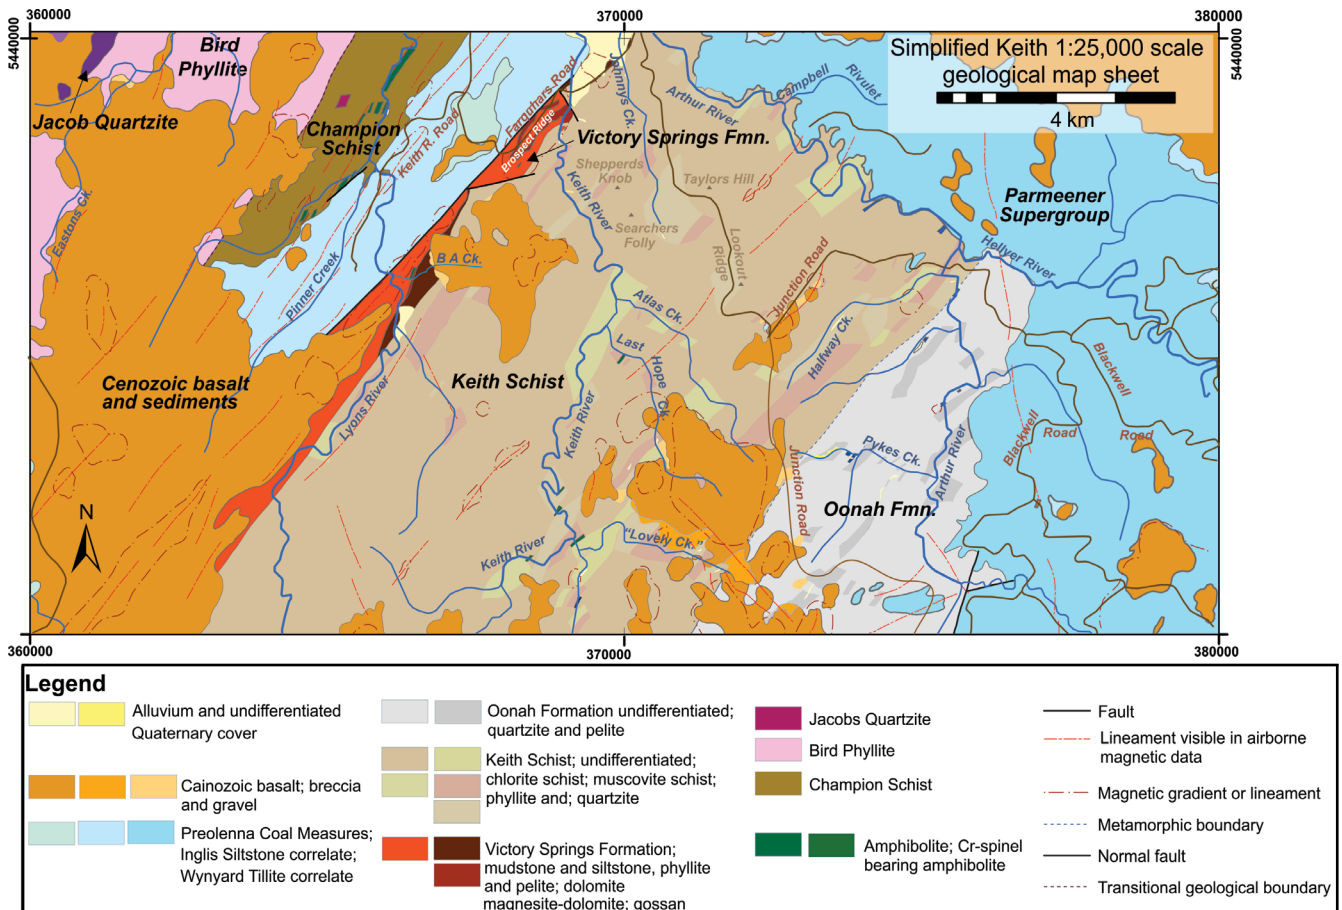 360000
370000
380000
5440000
5440000
Simplified Keith 1:25,000 scale
geological map sheet
4 km
Bird
Phyllite
Jacob Quartzite
Champion
Schist
Keith R. Road
Farquhars Road
Prospect Ridge
Johnnys Ck.
Victory Springs Fmn.
Arthur River
Campbell
Rivulet
Shepperds
Knob
Taylors Hill
Searchers
Folly
Keith River
Lookout
Ridge
Parmeener
Supergroup
Hellyer River
Eastons Ck.
Pinner Creek
B A Ck.
Junction Road
Atlas Ck.
Last
Hope
Ck.
Halfway Ck.
Cenozoic basalt
and sediments
Keith Schist
Lyons River
Keith River
Blackwell
Road
Blackwell
Road
Pykes Ck.
Arthur River
Junction Road
Oonah Fmn.
N
Keith River
"Lovely Ck."
360000
370000
380000
Legend
Alluvium and undifferentiated
Quaternary cover
Cainozoic basalt; breccia
and gravel
Preolenna Coal Measures;
Inglis Siltstone correlate;
Wynyard Tillite correlate
Oonah Formation undifferentiated;
quartzite and pelite
Keith Schist; undifferentiated;
chlorite schist; muscovite schist;
phyllite and; quartzite
Victory Springs Formation;
mudstone and siltstone, phyllite
and pelite; dolomite
magnesite-dolomite; gossan
Jacobs Quartzite
Bird Phyllite
Champion Schist
Amphibolite; Cr-spinel
bearing amphibolite
Fault
Lineament visible in airborne
magnetic data
Magnetic gradient or lineament
Metamorphic boundary
Normal fault
Transitional geological boundary